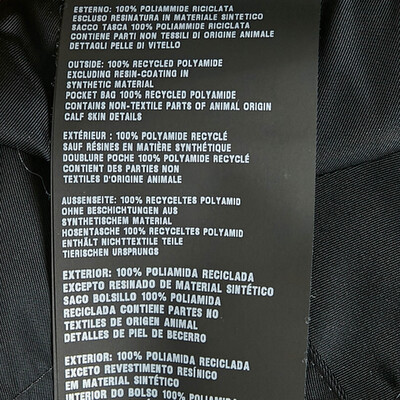 ESTERNO: 100% POLIAMMIDE RICICLATA
ESCLUSO RESINATURA IN MATERIALE SINTETICO
SACCO TASCA 100% POLIAMMIDE RICICLATA
CONTIENE PARTI NON TESSILI DI ORIGINE ANIMALE
DETTAGLI PELLE DI VITELLO
OUTSIDE: 100% RECYCLED POLYAMIDE
EXCLUDING RESIN-COATING IN
SYNTHETIC MATERIAL
POCKET BAG 100% RECYCLED POLYAMIDE
CONTAINS NON-TEXTILE PARTS OF ANIMAL ORIGIN
CALF SKIN DETAILS
EXTÉRIEUR : 100% POLYAMIDE RECYCLÉ
SAUF RÉSINES EN MATIÈRE SYNTHÉTIQUE
DOUBLURE POCHE 100% POLYAMIDE RECYCLÉ
CONTIENT DES PARTIES NON
TEXTILES D'ORIGINE ANIMALE
AUSSENSEITE: 100% RECYCELTES POLYAMID
OHNE BESCHICHTUNGEN AUS
SYNTHETISCHEM MATERIAL
HOSENTASCHE 100% RECYCELTES POLYAMID
ENTHÄLT NICHTTEXTILE TEILE
TIERISCHEN URSPRUNGS
EXTERIOR: 100% POLIAMIDA RECICLADA
EXCEPTO RESINADO DE MATERIAL SINTÉTICO
SACO BOLSILLO 100% POLIAMIDA
RECICLADA CONTIENE PARTES NO
TEXTILES DE ORIGEN ANIMAL
DETALLES DE PIEL DE BECERRO
EXTERIOR: 100% POLIAMIDA RECICLADA
EXCETO REVESTIMENTO RESÍNICO
EM MATERIAL SINTÉTICO
INTERIOR DO BOLSO 100% POLIAMIDA